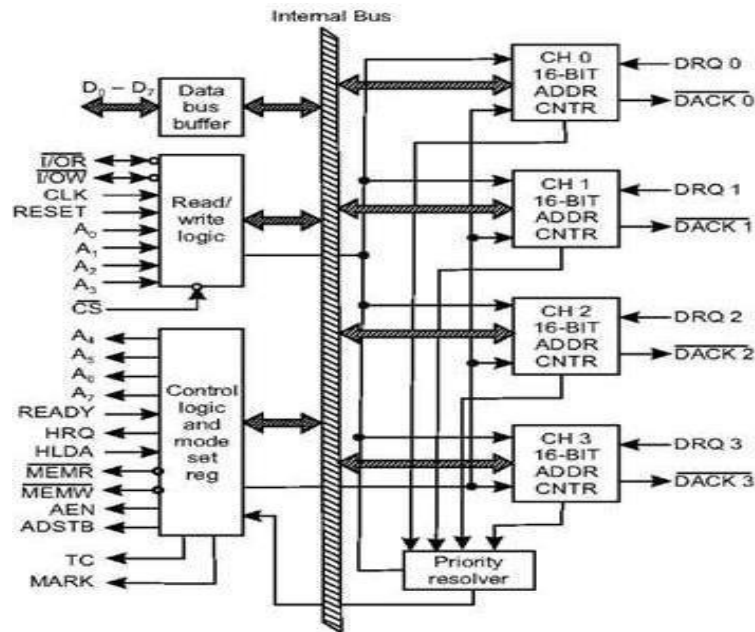 Internal Bus
D₀ – D₇
Data
bus
buffer
I/OR
I/OW
CLK
RESET
A₀
A₁
A₂
A₃
CS
Read/
write
logic
A₄
A₅
A₆
A₇
READY
HRQ
HLDA
MEMR
MEMW
AEN
ADSTB
TC
MARK
Control
logic
and
mode
set
reg
CH 0
16-BIT
ADDR
CNTR
DRQ 0
DACK 0
CH 1
16-BIT
ADDR
CNTR
DRQ 1
DACK 1
CH 2
16-BIT
ADDR
CNTR
DRQ 2
DACK 2
CH 3
16-BIT
ADDR
CNTR
DRQ 3
DACK 3
Priority
resolver